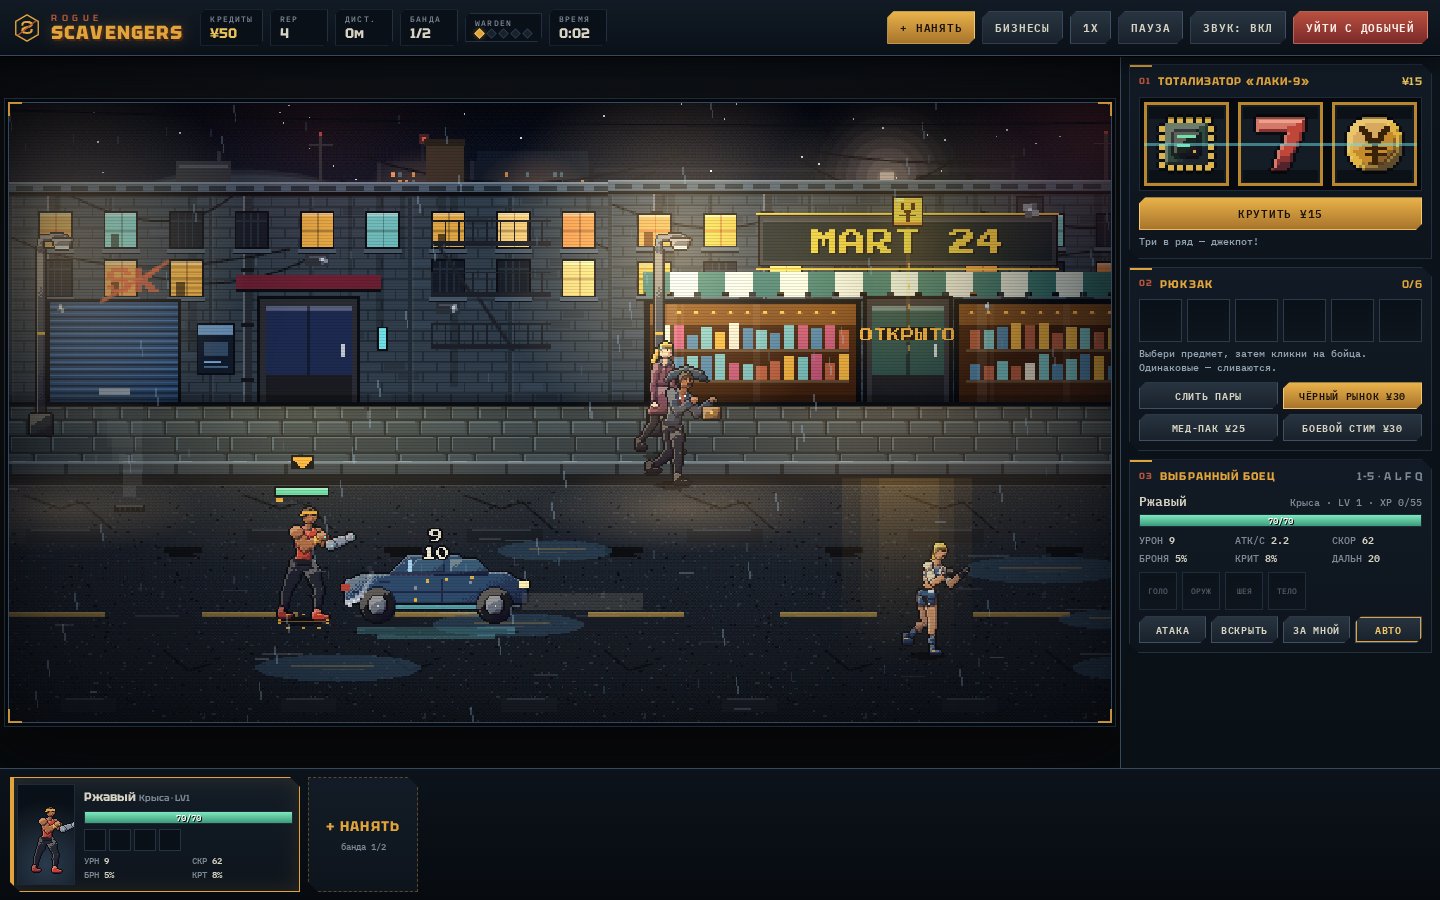 ROGUE
SCAVENGERS
КРЕДИТЫ
¥50
REP
4
ДИСТ.
0м
БАНДА
1/2
WARDEN
ВРЕМЯ
0:02
+ НАНЯТЬ
БИЗНЕСЫ
1X
ПАУЗА
ЗВУК: ВКЛ
УЙТИ С ДОБЫЧЕЙ
MART 24
ОТКРЫТО
9
10
01 ТОТАЛИЗАТОР «ЛАКИ-9» ¥15
7
КРУТИТЬ ¥15
Три в ряд — джекпот!
02 РЮКЗАК 0/6
Выбери предмет, затем кликни на бойца.
Одинаковые — сливаются.
СЛИТЬ ПАРЫ
ЧЁРНЫЙ РЫНОК ¥30
МЕД-ПАК ¥25
БОЕВОЙ СТИМ ¥30
03 ВЫБРАННЫЙ БОЕЦ 1-5·ALFQ
Ржавый Крыса · LV 1 · XP 0/55
70/70
УРОН 9 АТК/С 2.2 СКОР 62
БРОНЯ 5% КРИТ 8% ДАЛЬН 20
ГОЛО ОРУЖ ШЕЯ ТЕЛО
АТАКА ВСКРЫТЬ ЗА МНОЙ АВТО
Ржавый Крыса·LV1
70/70
УРН 9 СКР 62
БРН 5% КРТ 8%
+ НАНЯТЬ
банда 1/2